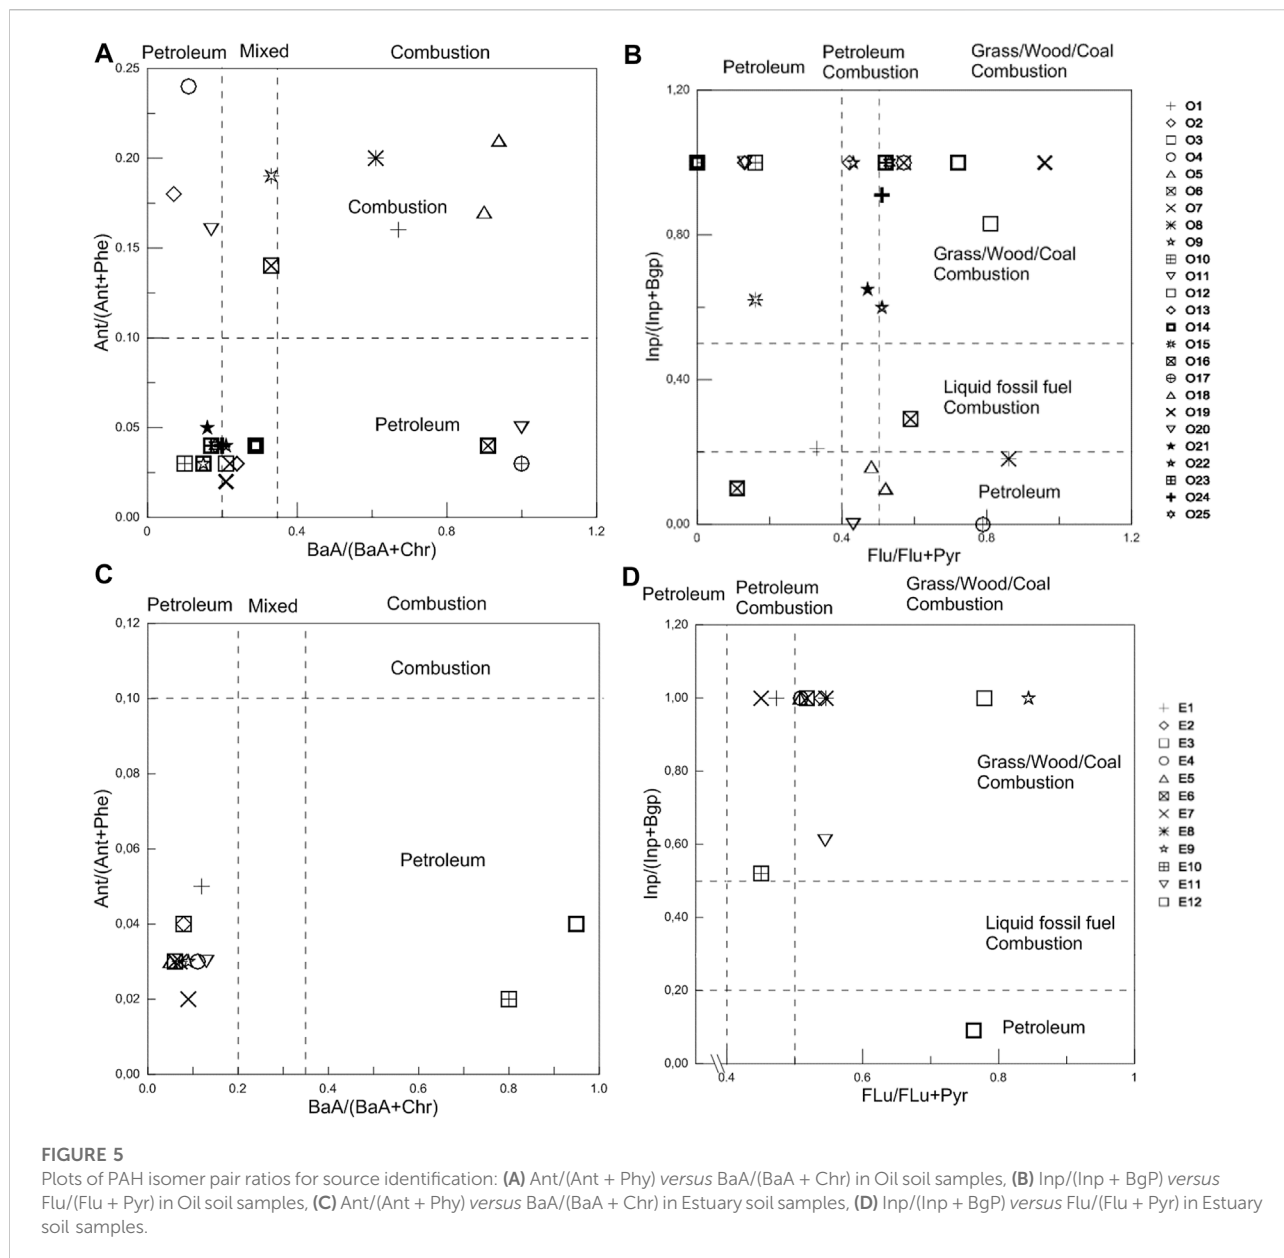 A
Petroleum Mixed Combustion
0.25
0.20
0.15
0.10
0.05
0.00
Ant/(Ant+Phe)
Combustion
Petroleum
0 0.4 0.8 1.2
BaA/(BaA+Chr)
B
Petroleum
Petroleum
Combustion
Grass/Wood/Coal
Combustion
1,20
0,80
0,40
0,00
Inp/(Inp+Bgp)
Grass/Wood/Coal
Combustion
Liquid fossil fuel
Combustion
Petroleum
0 0.4 0.8 1.2
Flu/Flu+Pyr
O1
O2
O3
O4
O5
O6
O7
O8
O9
O10
O11
O12
O13
O14
O15
O16
O17
O18
O19
O20
O21
O22
O23
O24
O25
C
Petroleum Mixed Combustion
0,12
0,10
0,08
0,06
0,04
0,02
0,00
Ant/(Ant+Phe)
Combustion
Petroleum
0.0 0.2 0.4 0.6 0.8 1.0
BaA/(BaA+Chr)
D
Petroleum
Petroleum
Combustion
Grass/Wood/Coal
Combustion
1,20
1,00
0,80
0,60
0,40
0,20
0,00
Inp/(Inp+Bgp)
Grass/Wood/Coal
Combustion
Liquid fossil fuel
Combustion
Petroleum
0.4 0.6 0.8 1
FLu/FLu+Pyr
E1
E2
E3
E4
E5
E6
E7
E8
E9
E10
E11
E12
FIGURE 5
Plots of PAH isomer pair ratios for source identification: (A) Ant/(Ant + Phy) versus BaA/(BaA + Chr) in Oil soil samples, (B) Inp/(Inp + BgP) versus
Flu/(Flu + Pyr) in Oil soil samples, (C) Ant/(Ant + Phy) versus BaA/(BaA + Chr) in Estuary soil samples, (D) Inp/(Inp + BgP) versus Flu/(Flu + Pyr) in Estuary
soil samples.